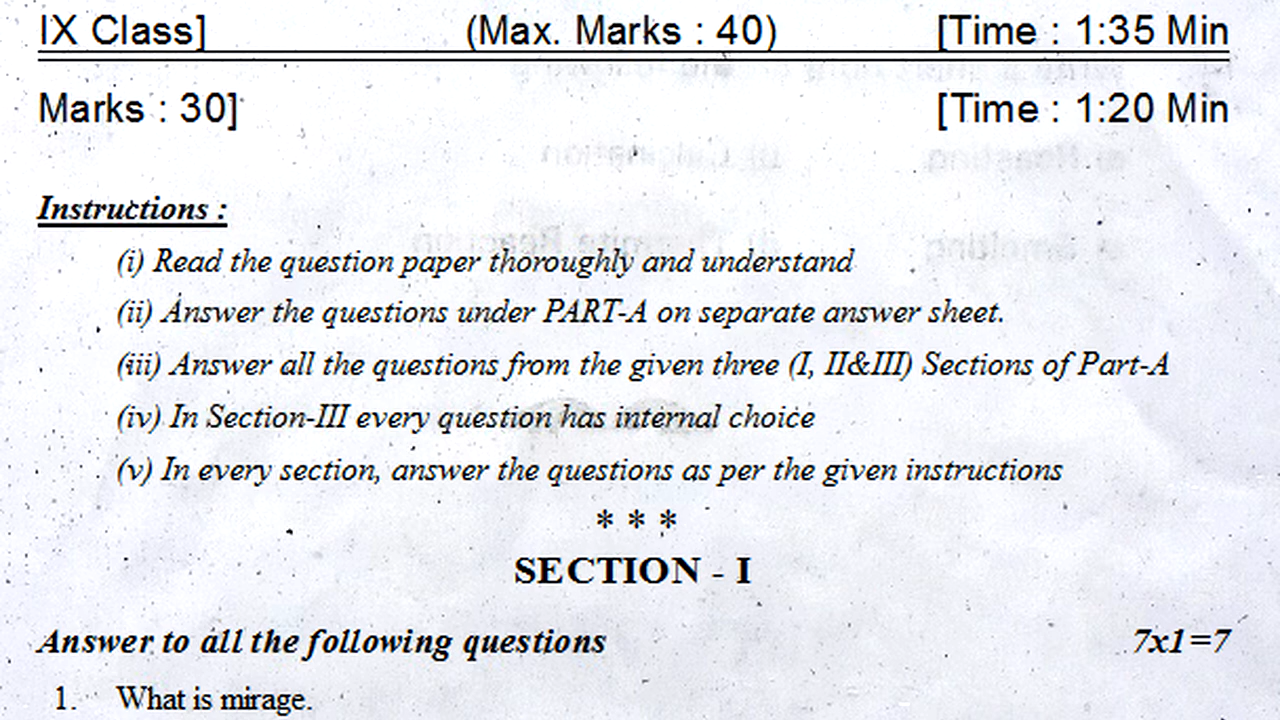 IX Class] (Max. Marks : 40) [Time : 1:35 Min
Marks : 30] [Time : 1:20 Min
Instructions :
(i) Read the question paper thoroughly and understand
(ii) Answer the questions under PART-A on separate answer sheet.
(iii) Answer all the questions from the given three (I, II&III) Sections of Part-A
(iv) In Section-III every question has internal choice
(v) In every section, answer the questions as per the given instructions
* * *
SECTION - I
Answer to all the following questions 7x1=7
1. What is mirage.